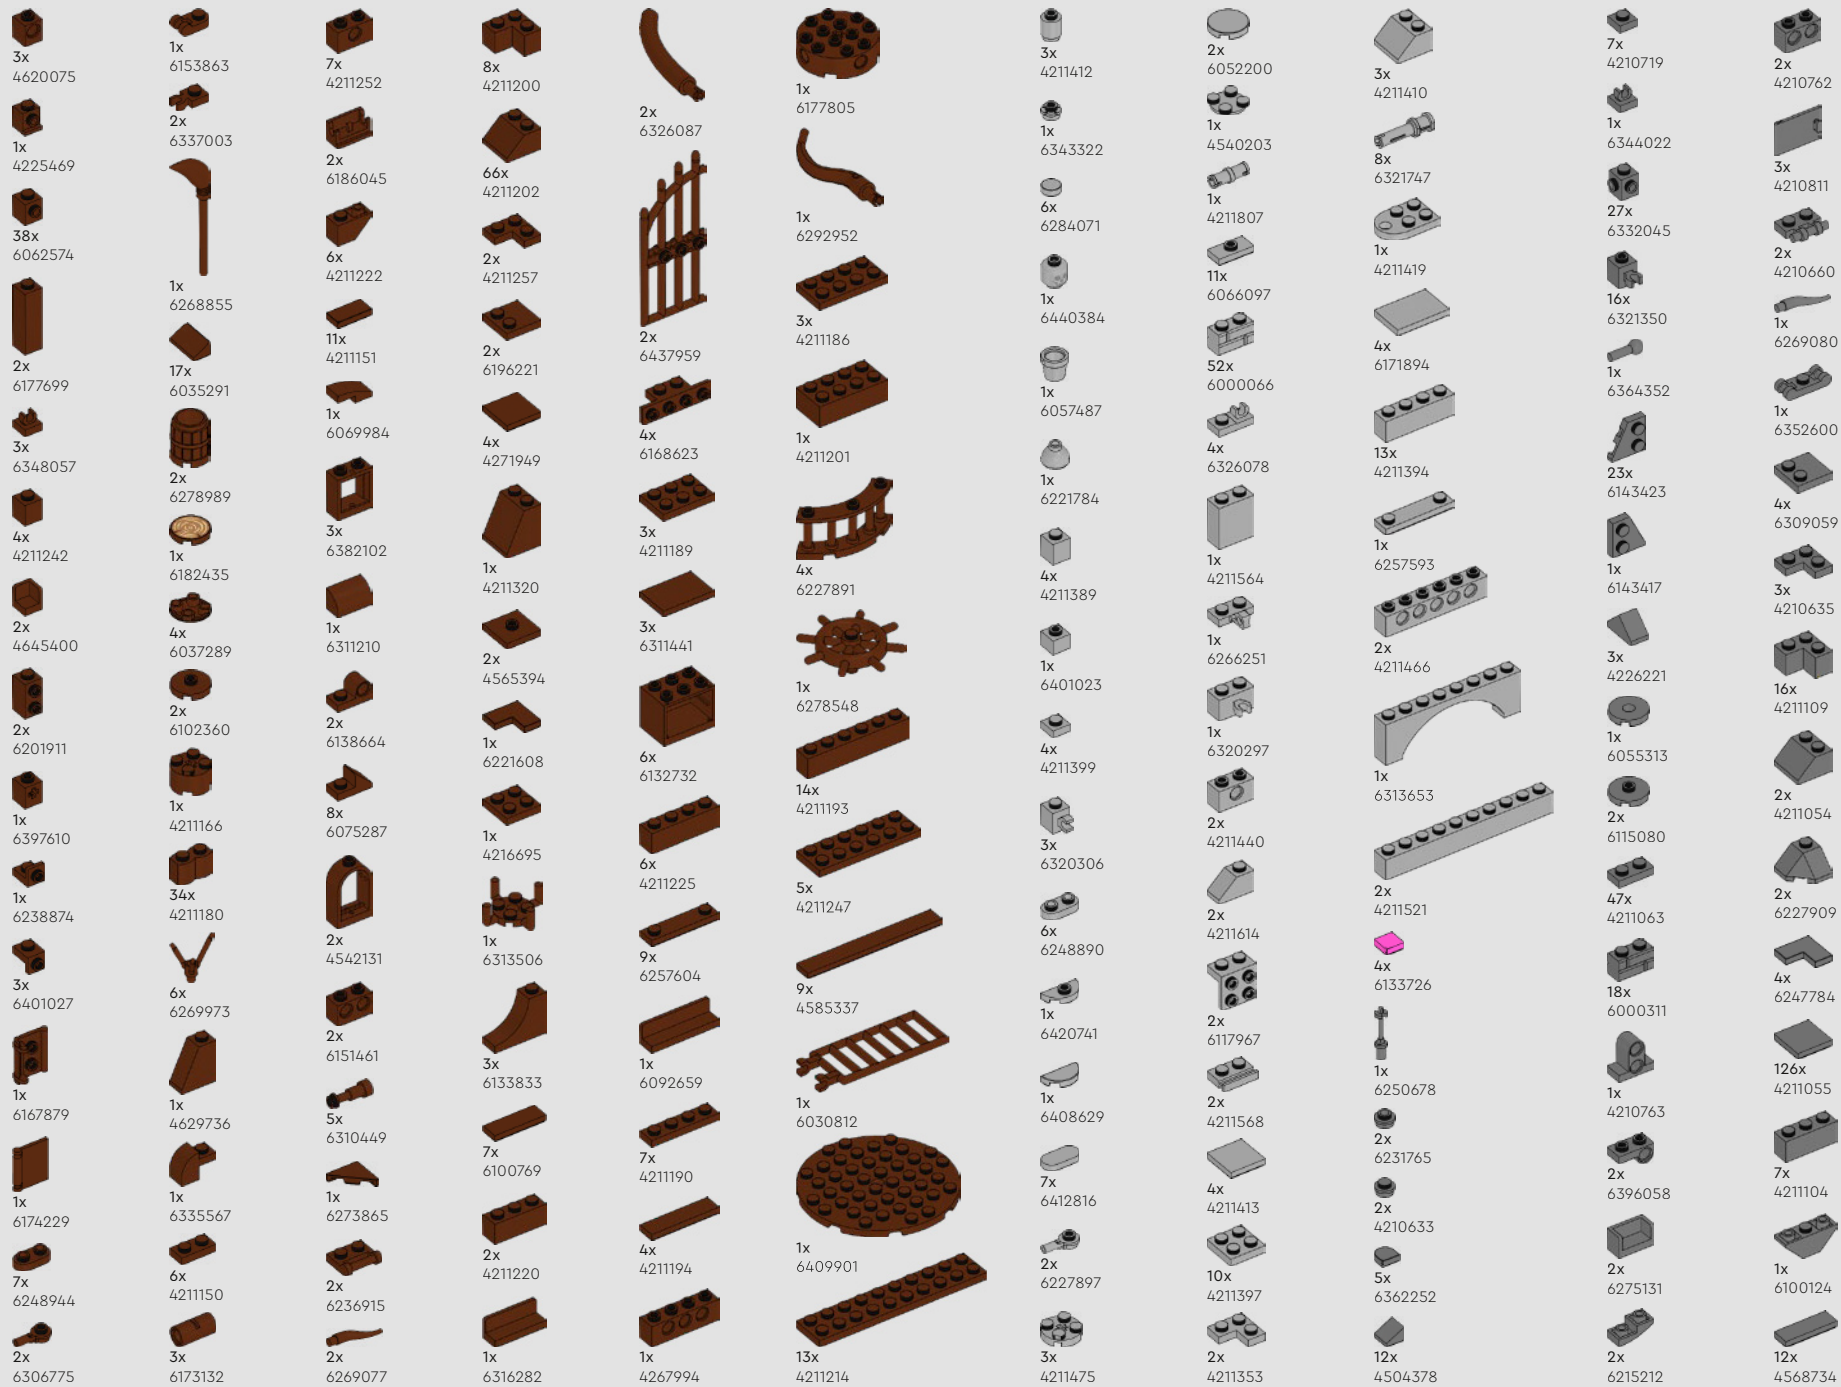 3x
4620075
1x
4225469
38x
6062574
2x
6177699
3x
6348057
4x
4211242
2x
4645400
2x
6201911
1x
6397610
1x
6238874
3x
6401027
1x
6167879
1x
6174229
7x
6248944
2x
6306775
1x
6153863
2x
6337003
1x
6268855
17x
6035291
2x
6278989
1x
6182435
4x
6037289
2x
6102360
1x
4211166
34x
4211180
6x
6269973
1x
4629736
1x
6335567
6x
4211150
3x
6173132
7x
4211252
2x
6186045
6x
4211222
11x
4211151
1x
6069984
3x
6382102
1x
6311210
2x
6138664
8x
6075287
2x
4542131
2x
6151461
5x
6310449
1x
6273865
2x
6236915
2x
6269077
8x
4211200
66x
4211202
2x
4211257
2x
6196221
4x
4271949
1x
4211320
2x
4565394
1x
6221608
1x
4216695
1x
6313506
3x
6133833
7x
6100769
2x
4211220
1x
6316282
2x
6326087
2x
6437959
4x
6168623
3x
4211189
3x
6311441
6x
6132732
6x
4211225
9x
6257604
1x
6092659
7x
4211190
4x
4211194
1x
4267994
1x
6177805
1x
6292952
3x
4211186
1x
4211201
4x
6227891
1x
6278548
14x
4211193
5x
4211247
9x
4585337
1x
6030812
1x
6409901
13x
4211214
3x
4211412
1x
6343322
6x
6284071
1x
6440384
1x
6057487
1x
6221784
4x
4211389
1x
6401023
4x
4211399
3x
6320306
6x
6248890
1x
6420741
1x
6408629
7x
6412816
2x
6227897
3x
4211475
2x
6052200
1x
4540203
1x
4211807
11x
6066097
52x
6000066
4x
6326078
1x
4211564
1x
6266251
1x
6320297
2x
4211440
2x
4211614
2x
6117967
2x
4211568
4x
4211413
10x
4211397
2x
4211353
3x
4211410
8x
6321747
1x
4211419
4x
6171894
13x
4211394
1x
6257593
2x
4211466
1x
6313653
2x
4211521
4x
6133726
1x
6250678
2x
6231765
2x
4210633
5x
6362252
12x
4504378
7x
4210719
1x
6344022
27x
6332045
16x
6321350
1x
6364352
23x
6143423
1x
6143417
3x
4226221
1x
6055313
2x
6115080
47x
4211063
18x
6000311
1x
4210763
2x
6396058
2x
6275131
2x
6215212
2x
4210762
3x
4210811
2x
4210660
1x
6269080
1x
6352600
4x
6309059
3x
4210635
16x
4211109
2x
4211054
2x
6227909
4x
6247784
126x
4211055
7x
4211104
1x
6100124
12x
4568734